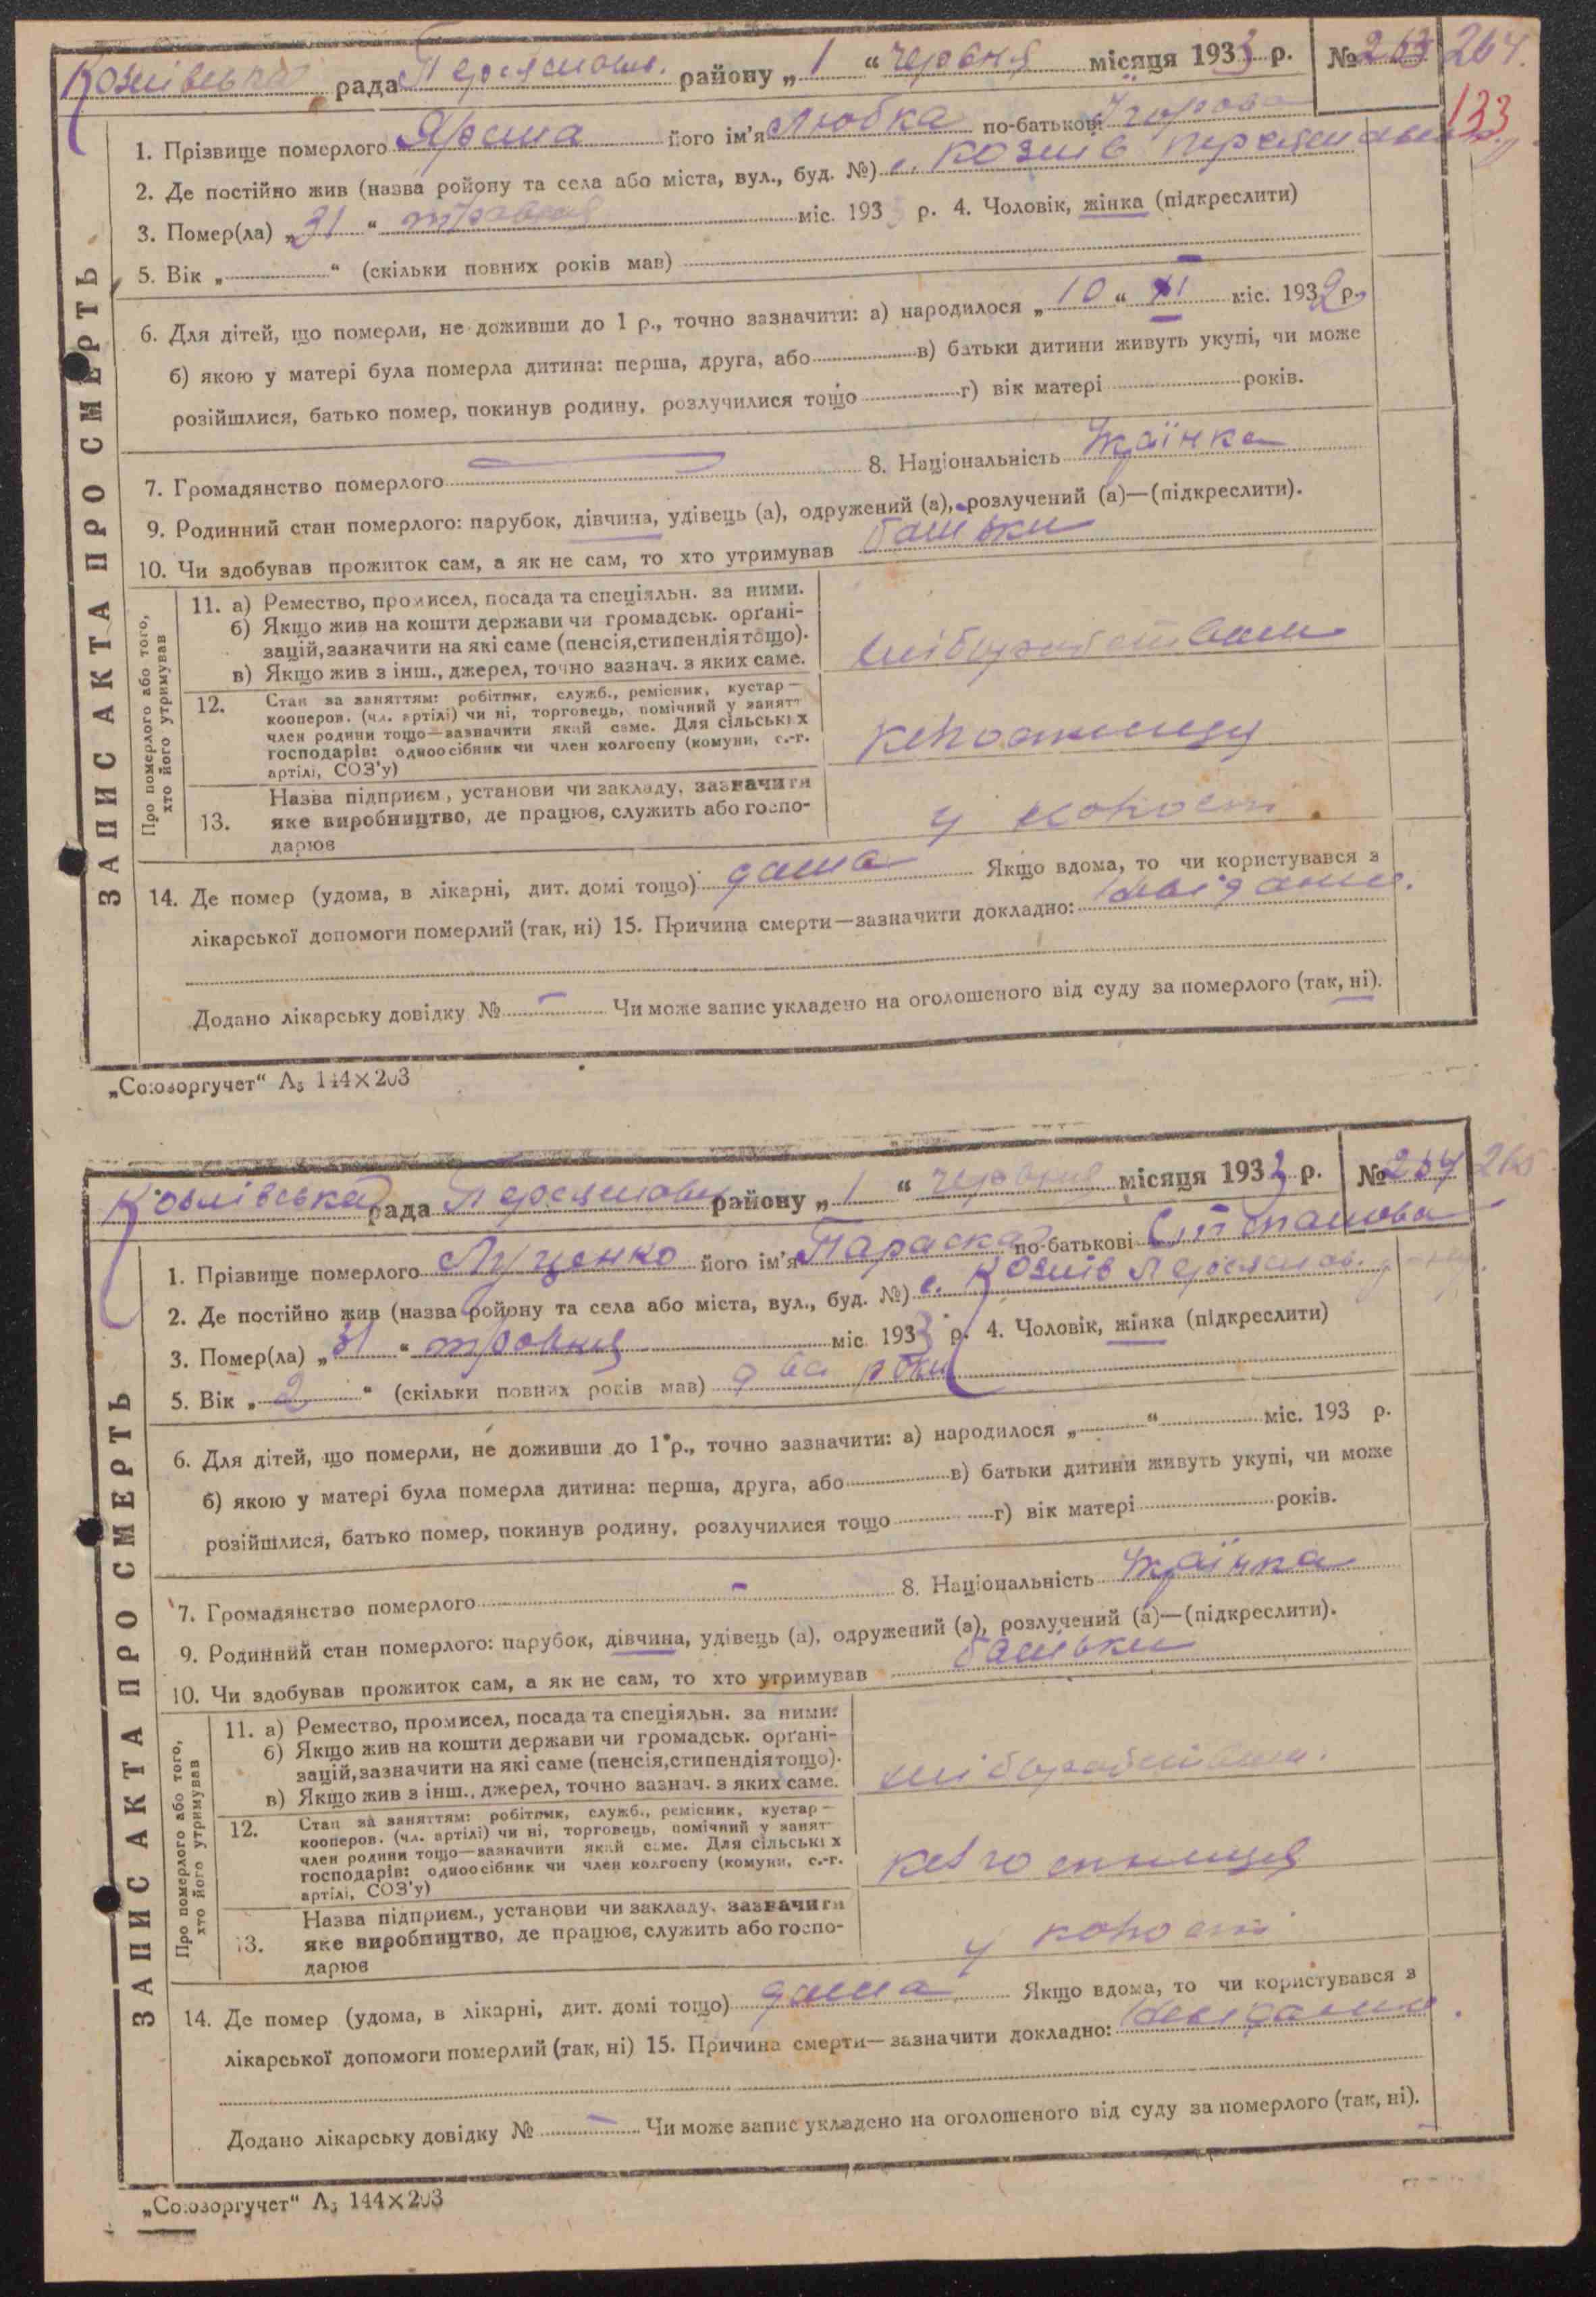 Козлівська рада Переяслов. району „ 1 “ червня місяця 1933 р. № 263 264.
133
1. Прізвище померлого Ярема його ім'я Любка по-батькові
2. Де постійно жив (назва ройону та села або міста, вул., буд. №) с. Козлів
3. Помер(ла) „ 31 “ травня міс. 193 р. 4. Чоловік, жінка (підкреслити)
5. Вік „ “ (скільки повних років мав)
6. Для дітей, що померли, не доживши до 1 р., точно зазначити: а) народилося „ 10 “ XI міс. 1932 р.
б) якою у матері була померла дитина: перша, друга, або в) батьки дитини живуть укупі, чи може
розійшлися, батько помер, покинув родину, розлучилися тощо г) вік матері років.
7. Громадянство померлого 8. Національність Українка
9. Родинний стан померлого: парубок, дівчина, удівець (а), одружений (а), розлучений (а)—(підкреслити).
10. Чи здобував прожиток сам, а як не сам, то хто утримував батьки
ЗАПИС АКТА ПРО СМЕРТЬ
Про померлого або того, хто його утримував
11. а) Ремество, промисел, посада та спеціяльн. за ними.
б) Якщо жив на кошти держави чи громадськ. орґані-
зацій, зазначити на які саме (пенсія, стипендія тощо).
в) Якщо жив з інш., джерел, точно зазнач. з яких саме.
12. Стан за заняттям: робітник, служб., ремісник, кустар—
кооперов. (чл. артілі) чи ні, торговець, помічний у занятт
член родини тощо—зазначити який саме. Для сільських
господарів: одноосібник чи член колгоспу (комуни, с.-г.
артілі, СОЗ'у)
13. Назва підприєм., установи чи закладу, зазначити
яке виробництво, де працює, служить або госпо-
дарює
у колгоспі
14. Де помер (удома, в лікарні, дит. домі тощо) дома Якщо вдома, то чи користувався з
лікарської допомоги померлий (так, ні) 15. Причина смерти—зазначити докладно:
Додано лікарську довідку № – Чи може запис укладено на оголошеного від суду за померлого (так, ні).
„Союзоргучет“ А5 144×203
Козлівська рада Переяслов району „ 1 “ червня місяця 1933 р. № 264 265
1. Прізвище померлого Луценко його ім'я Параска по-батькові Степанова
2. Де постійно жив (назва ройону та села або міста, вул., буд. №) с. Козлів Переяслов.
3. Помер(ла) „ 31 “ травня міс. 1933 р. 4. Чоловік, жінка (підкреслити)
5. Вік „ 2 “ (скільки повних років мав) два роки
6. Для дітей, що померли, не доживши до 1 р., точно зазначити: а) народилося „ “ міс. 193 р.
б) якою у матері була померла дитина: перша, друга, або в) батьки дитини живуть укупі, чи може
розійшлися, батько помер, покинув родину, розлучилися тощо г) вік матері років.
7. Громадянство померлого – 8. Національність Українка
9. Родинний стан померлого: парубок, дівчина, удівець (а), одружений (а), розлучений (а)—(підкреслити).
10. Чи здобував прожиток сам, а як не сам, то хто утримував батьки
ЗАПИС АКТА ПРО СМЕРТЬ
Про померлого або того, хто його утримував
11. а) Ремество, промисел, посада та спеціяльн. за ними.
б) Якщо жив на кошти держави чи громадськ. орґані-
зацій, зазначити на які саме (пенсія, стипендія тощо).
в) Якщо жив з інш., джерел, точно зазнач. з яких саме.
12. Стан за заняттям: робітник, служб., ремісник, кустар—
кооперов. (чл. артілі) чи ні, торговець, помічний у занят
член родини тощо—зазначити який саме. Для сільських
господарів: одноосібник чи член колгоспу (комуни, с.-г.
артілі, СОЗ'у)
13. Назва підприєм., установи чи закладу, зазначити
яке виробництво, де працює, служить або госпо-
дарює
у колгоспі
14. Де помер (удома, в лікарні, дит. домі тощо) дома Якщо вдома, то чи користувався з
лікарської допомоги померлий (так, ні) 15. Причина смерти—зазначити докладно:
Додано лікарську довідку № – Чи може запис укладено на оголошеного від суду за померлого (так, ні).
„Союзоргучет“ А5 144×203